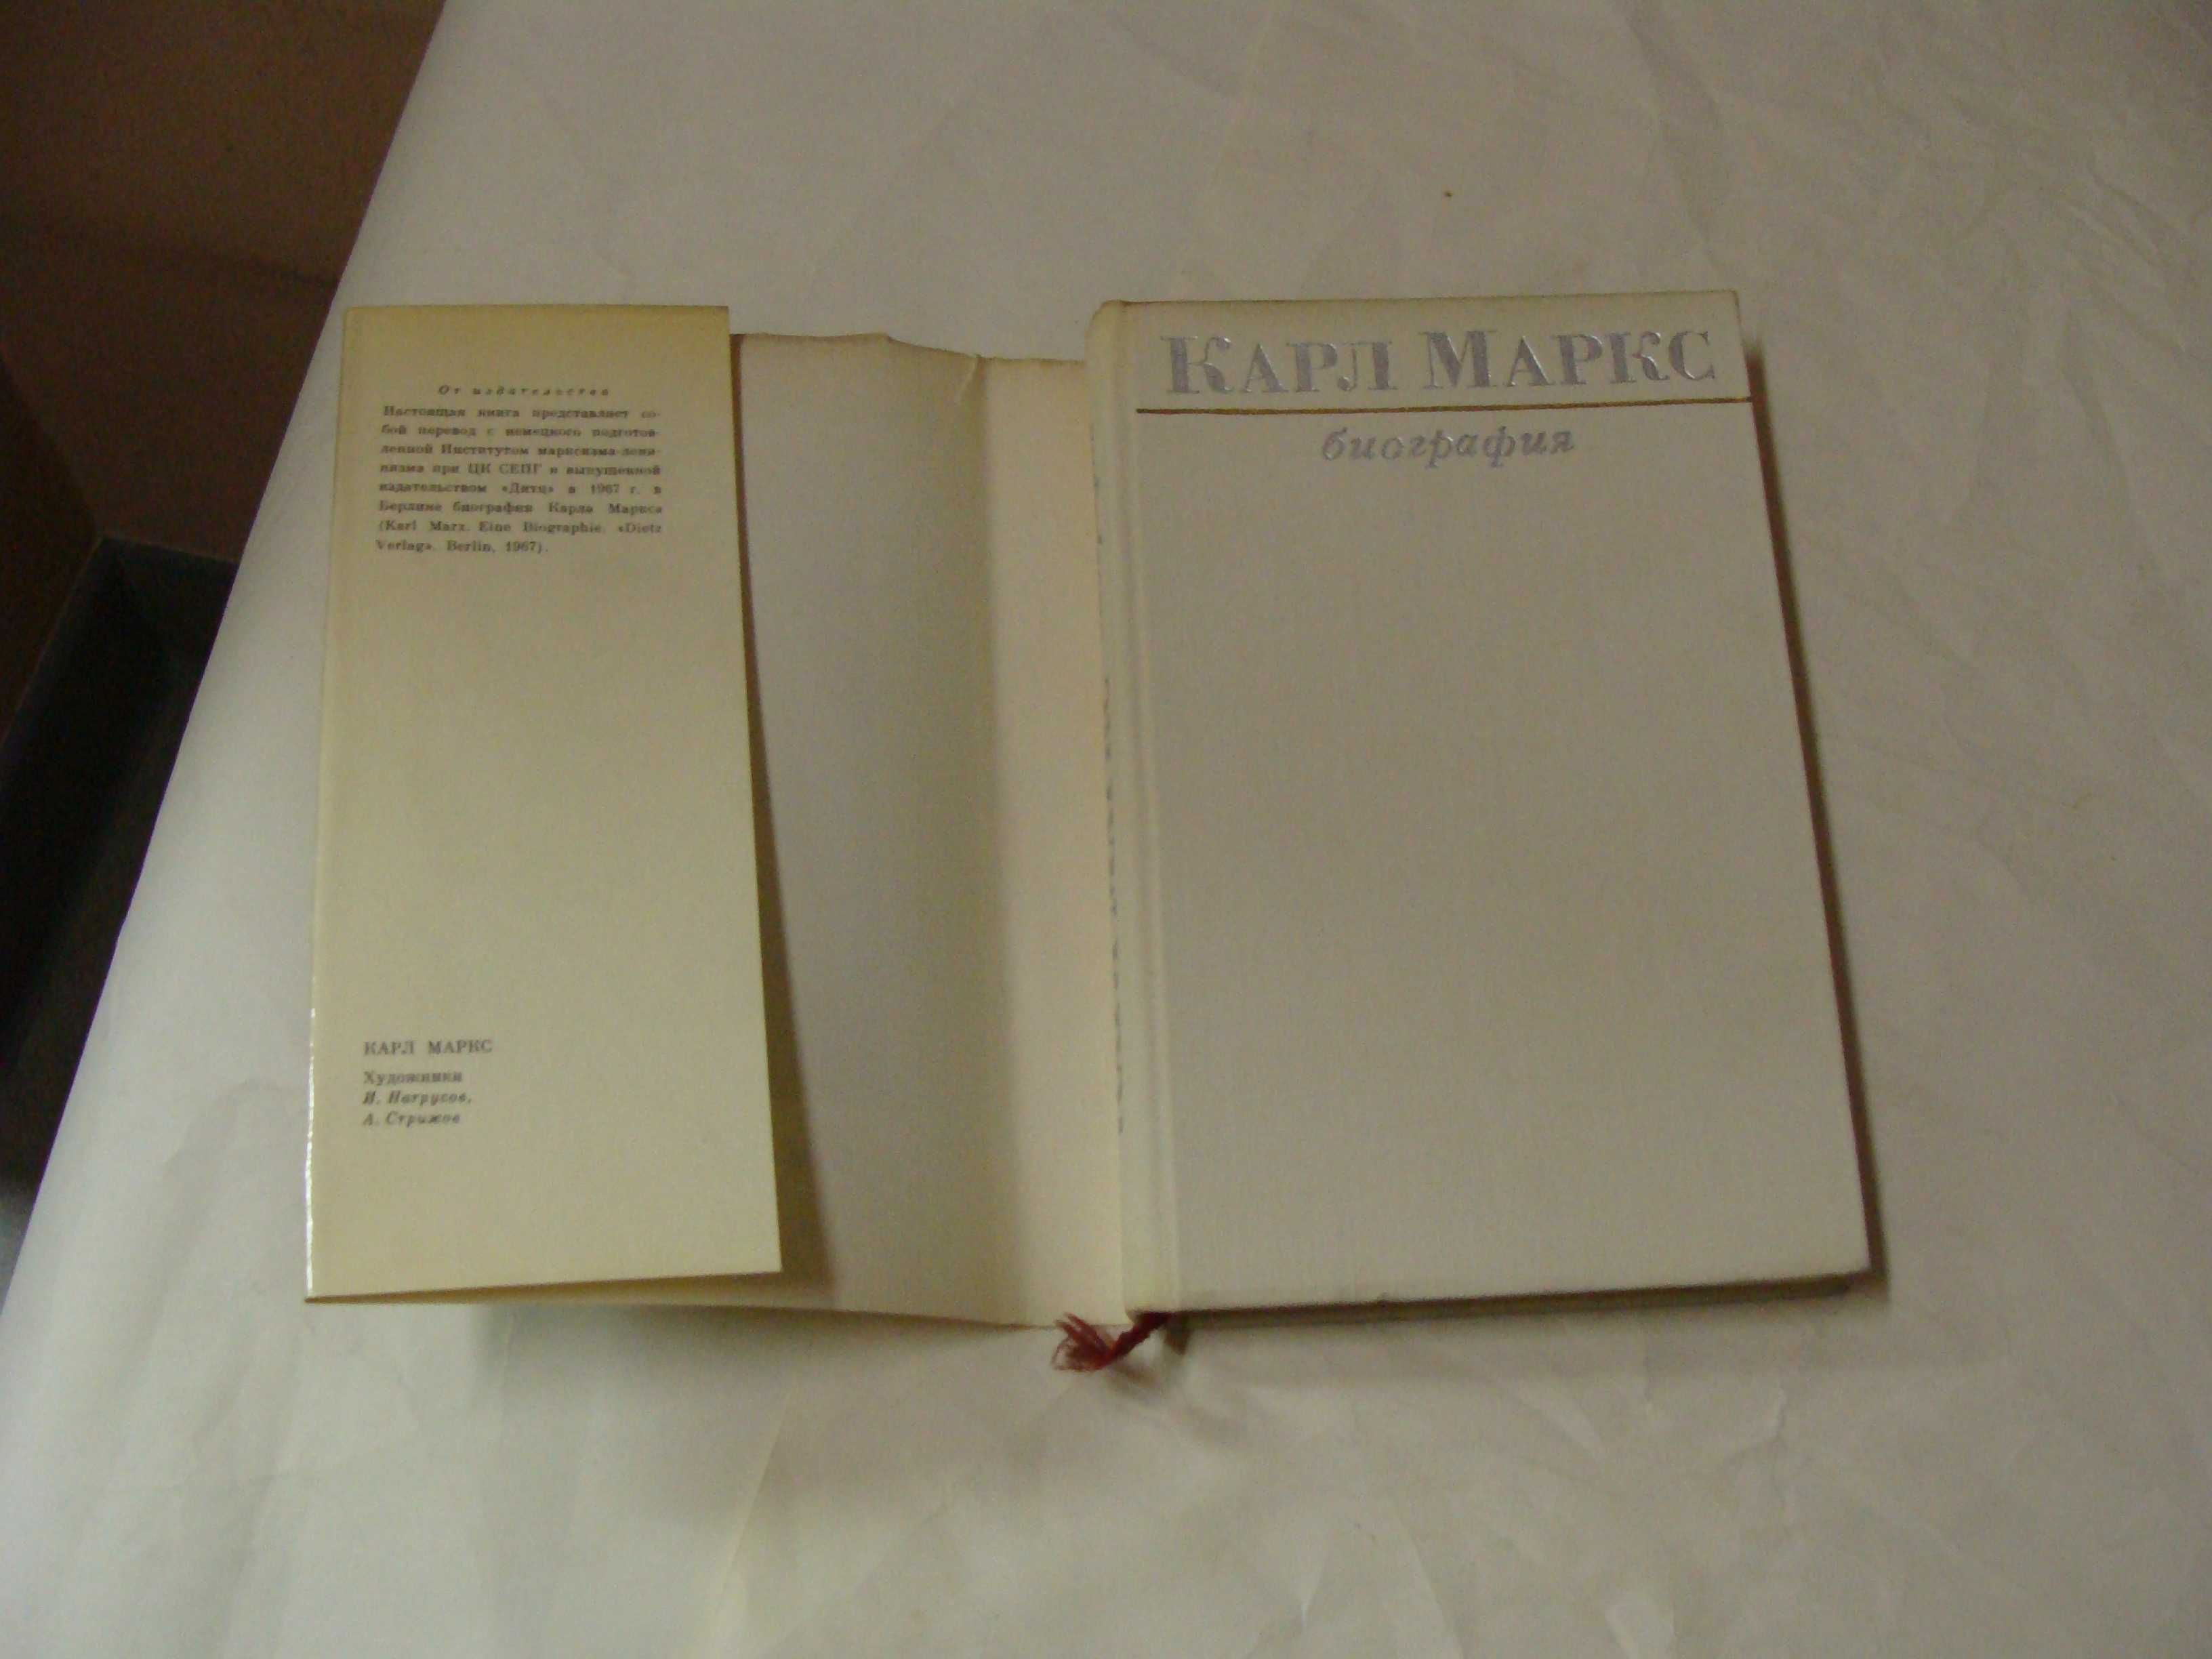 От издательства
Настоящая книга представляет со-
бой перевод с немецкого подготов-
ленной Институтом марксизма-лени-
низма при ЦК СЕПГ и выпущенной
издательством «Дитц» в 1967 г. в
Берлине биографии Карла Маркса
(Karl Marx. Eine Biographie. «Dietz
Verlag». Berlin, 1967).
КАРЛ МАРКС
Художники
И. Нагрусов,
А. Стрижов
КАРЛ МАРКС
биография